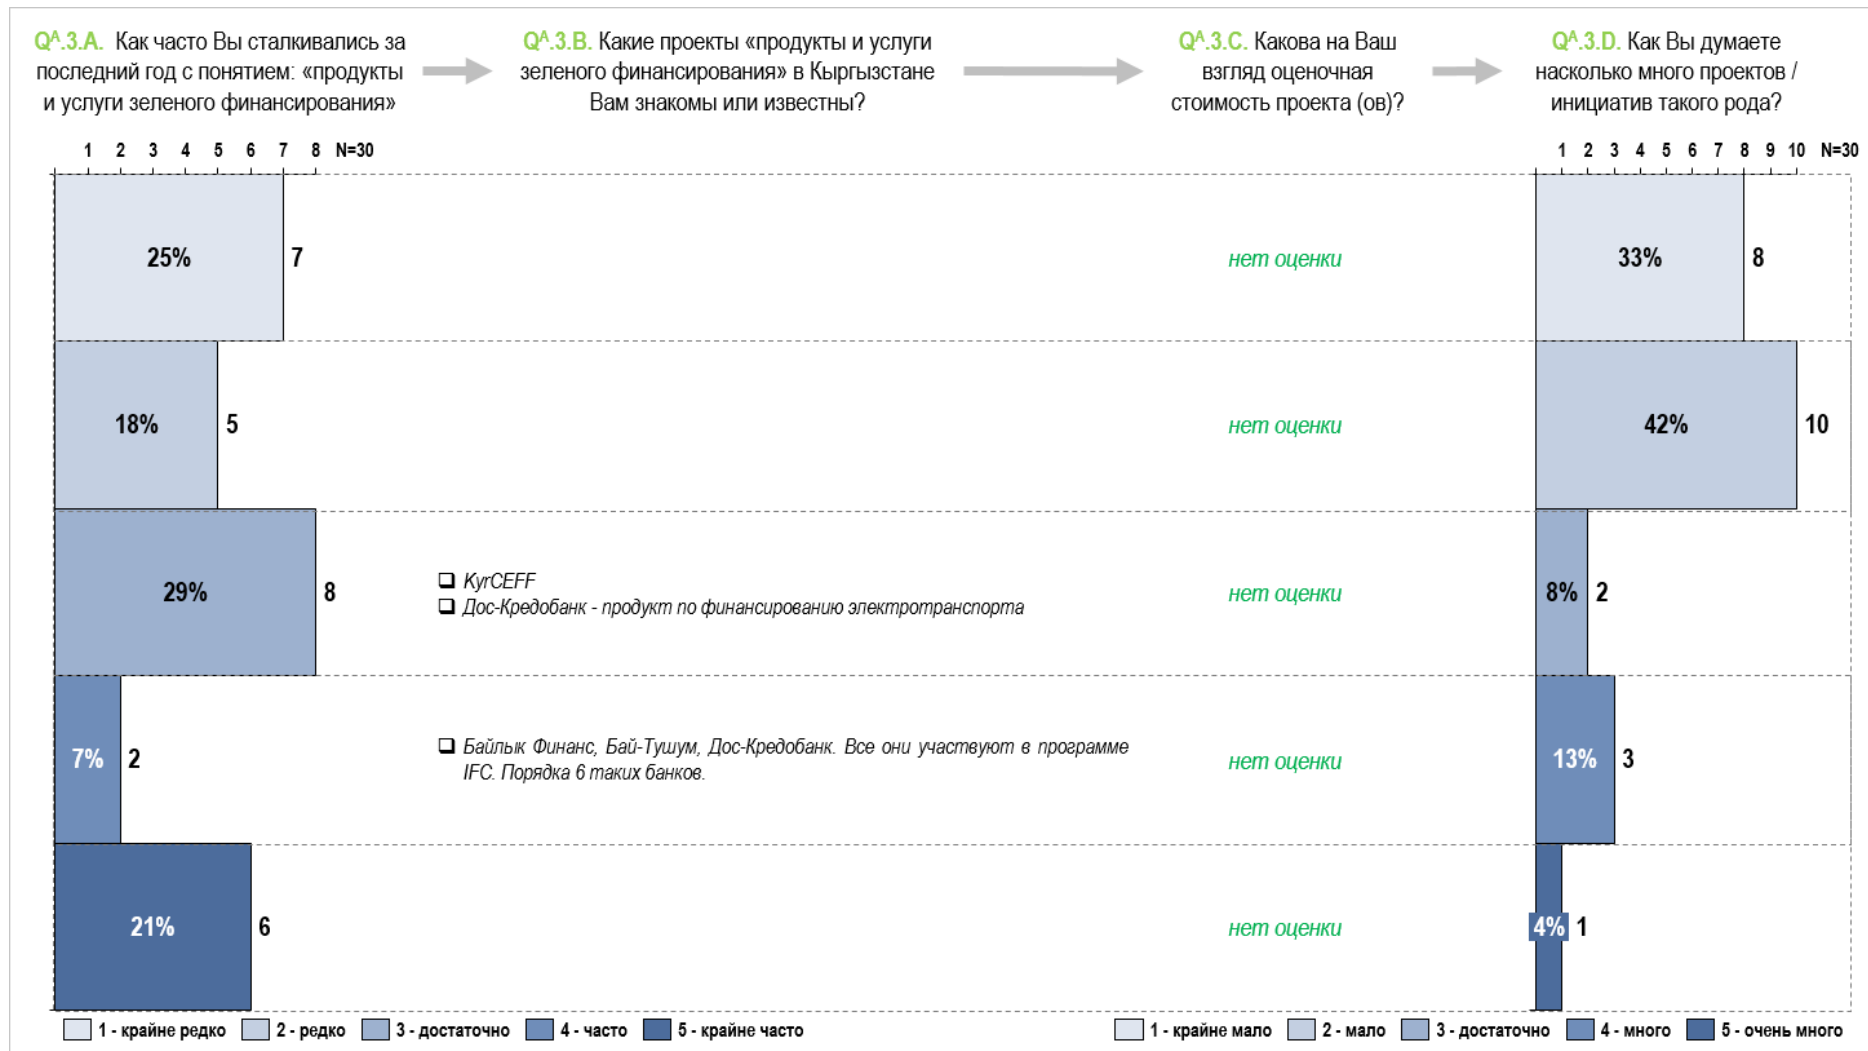 QA.3.A. Как часто Вы сталкивались за
последний год с понятием: «продукты
и услуги зеленого финансирования»
QA.3.B. Какие проекты «продукты и услуги
зеленого финансирования» в Кыргызстане
Вам знакомы или известны?
QA.3.C. Какова на Ваш
взгляд оценочная
стоимость проекта (ов)?
QA.3.D. Как Вы думаете
насколько много проектов /
инициатив такого рода?
1 2 3 4 5 6 7 8 N=30
1 2 3 4 5 6 7 8 9 10 N=30
25% 7
нет оценки
33% 8
18% 5
нет оценки
42% 10
29% 8
KyrCEFF
Дос-Кредобанк - продукт по финансированию электротранспорта
нет оценки
8% 2
7% 2
Байлык Финанс, Бай-Тушум, Дос-Кредобанк. Все они участвуют в программе
IFC. Порядка 6 таких банков.
нет оценки
13% 3
21% 6
нет оценки
4% 1
1 - крайне редко 2 - редко 3 - достаточно 4 - часто 5 - крайне часто
1 - крайне мало 2 - мало 3 - достаточно 4 - много 5 - очень много